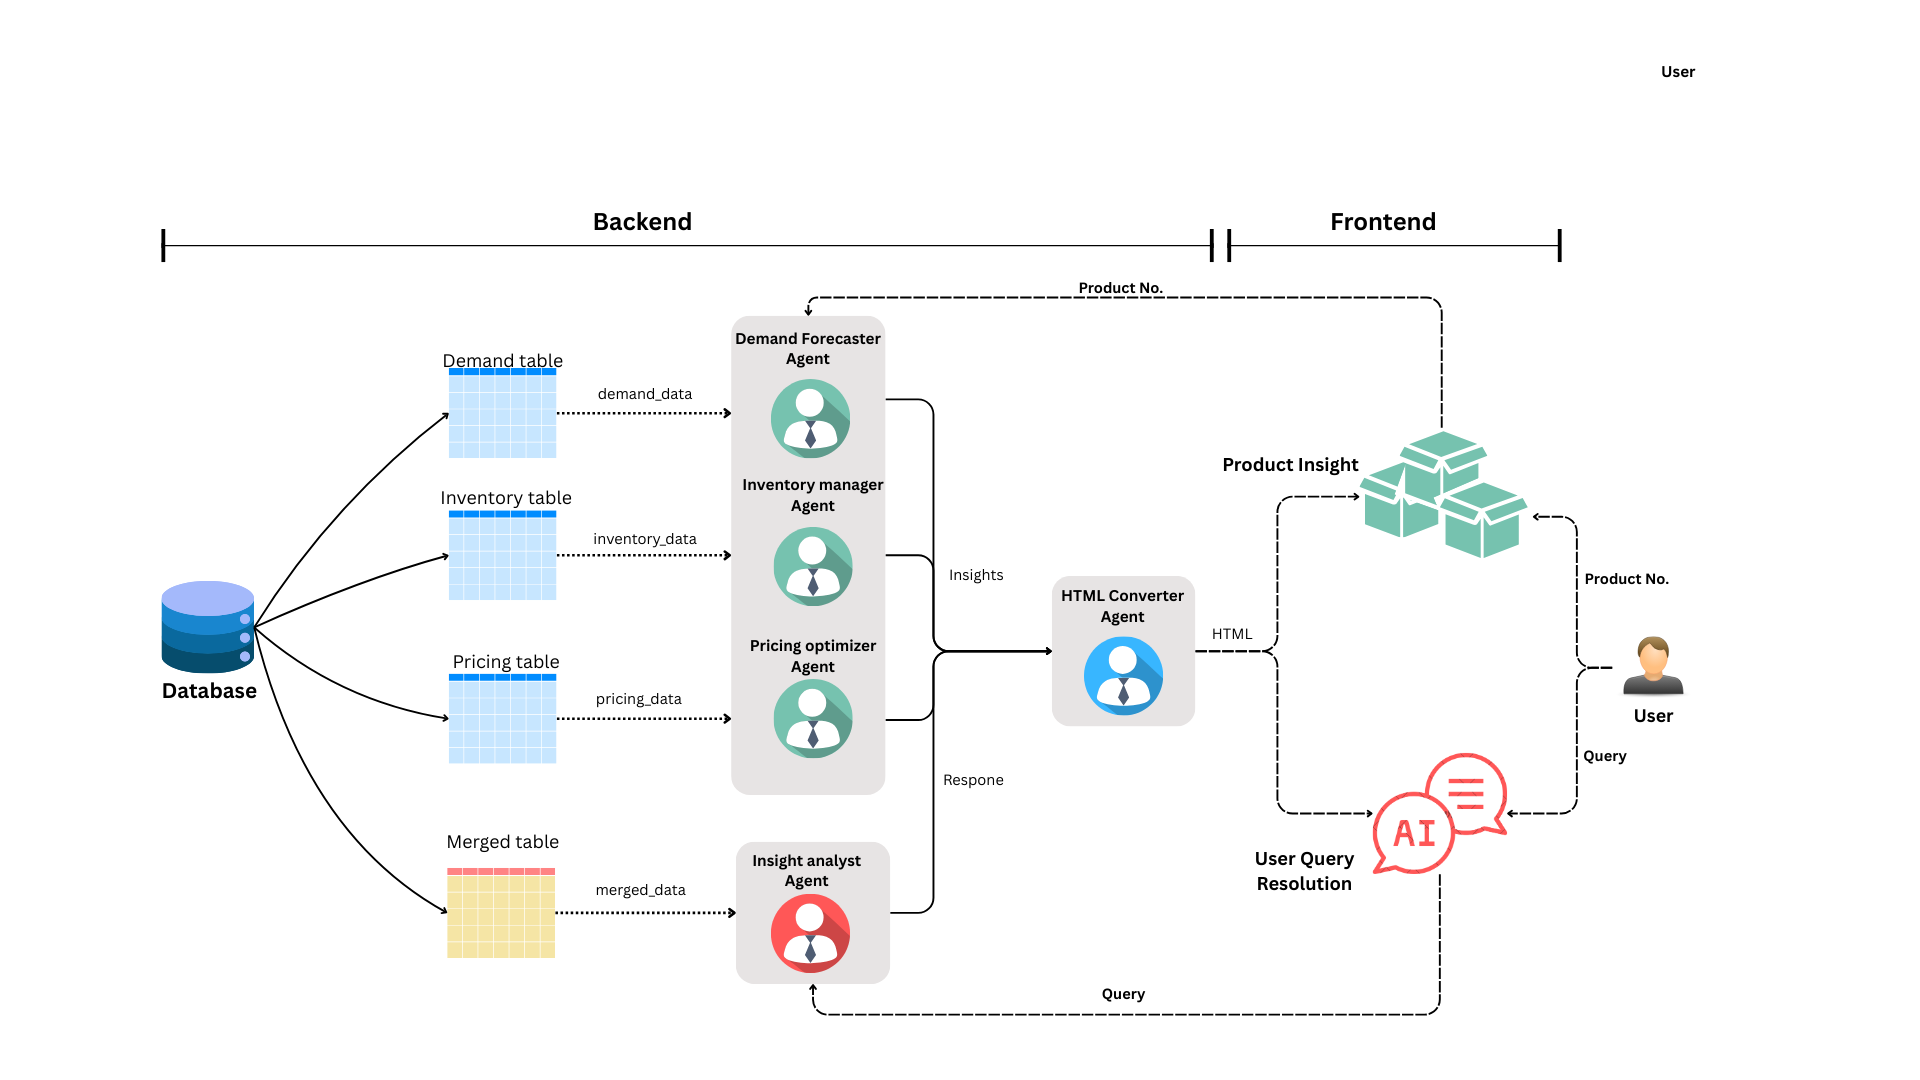 User
Backend
Frontend
Product No.
Demand Forecaster
Agent
Demand table
demand_data
Inventory manager
Agent
Inventory table
inventory_data
Product Insight
Insights
Product No.
HTML Converter
Agent
HTML
Pricing optimizer
Agent
Pricing table
pricing_data
Database
User
Query
Respone
AI
Merged table
merged_data
Insight analyst
Agent
User Query
Resolution
Query